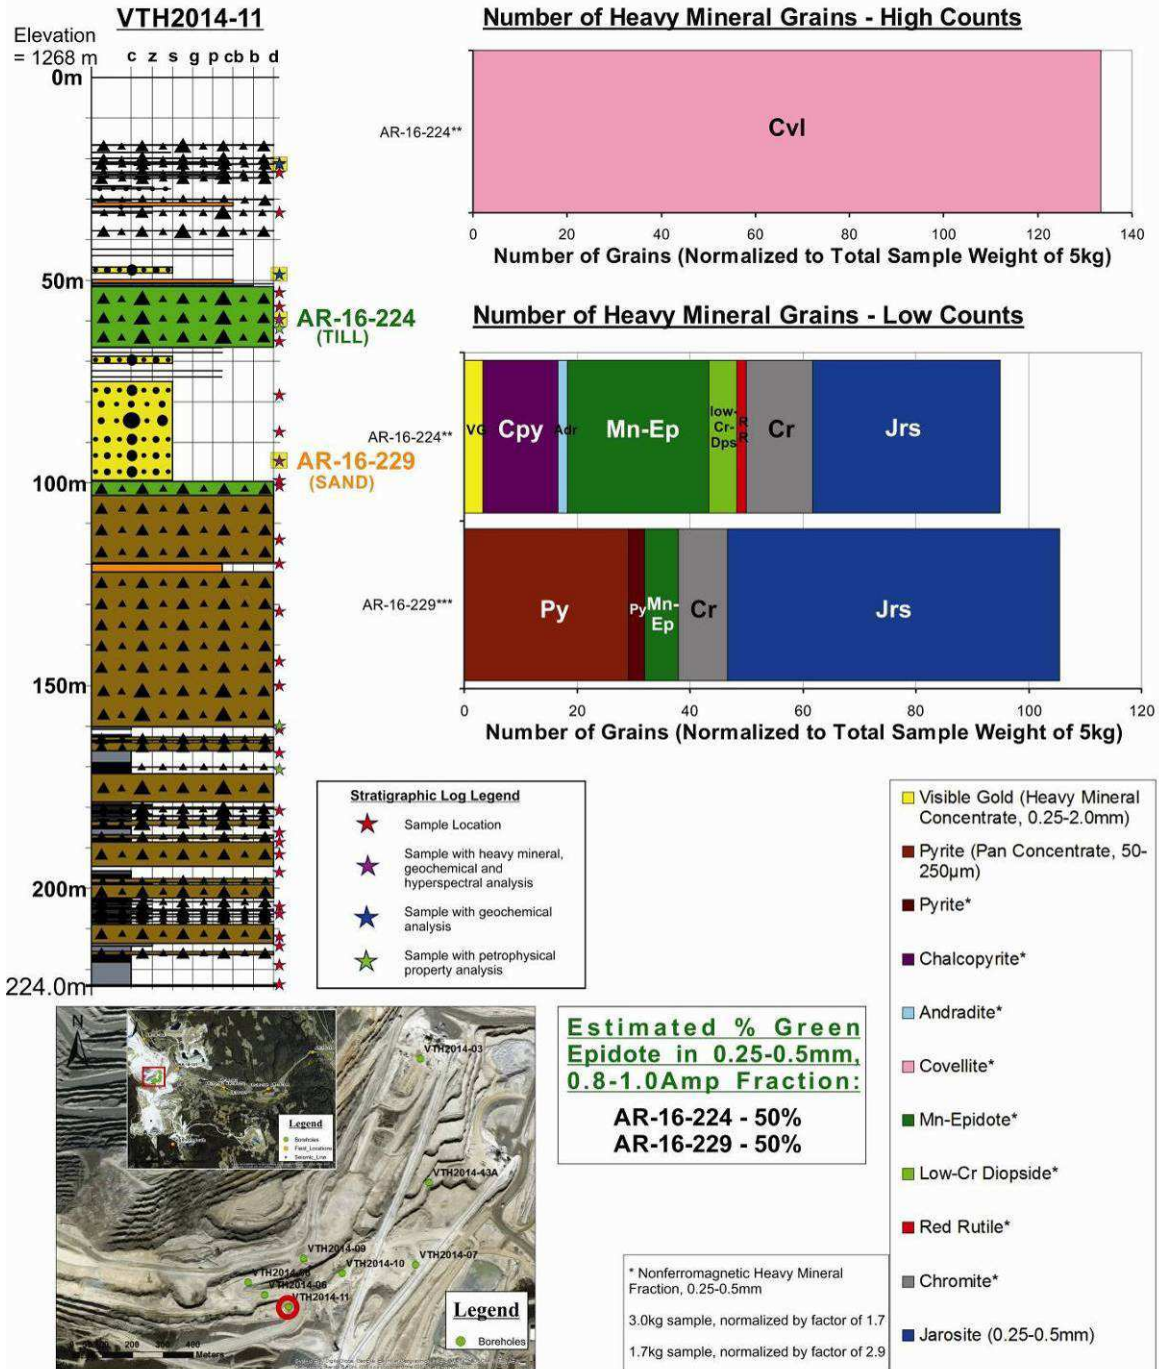 VTH2014-11
Elevation
= 1268 m
c z s g p cb b d
0m
50m
100m
150m
200m
224.0m
AR-16-224
(TILL)
AR-16-229
(SAND)
Number of Heavy Mineral Grains - High Counts
AR-16-224**
Cvl
0 20 40 60 80 100 120 140
Number of Grains (Normalized to Total Sample Weight of 5kg)
Number of Heavy Mineral Grains - Low Counts
AR-16-224**
VG Cpy Adr Mn-Ep
low-
Cr-
Dps
R
R
Cr Jrs
AR-16-229***
Py Py
Mn-
Ep
Cr Jrs
0 20 40 60 80 100 120
Number of Grains (Normalized to Total Sample Weight of 5kg)
Stratigraphic Log Legend
Sample Location
Sample with heavy mineral,
geochemical and
hyperspectral analysis
Sample with geochemical
analysis
Sample with petrophysical
property analysis
Visible Gold (Heavy Mineral
Concentrate, 0.25-2.0mm)
Pyrite (Pan Concentrate, 50-
250μm)
Pyrite*
Chalcopyrite*
Andradite*
Covellite*
Mn-Epidote*
Low-Cr Diopside*
Red Rutile*
Chromite*
Jarosite (0.25-0.5mm)
Estimated % Green
Epidote in 0.25-0.5mm,
0.8-1.0Amp Fraction:
AR-16-224 - 50%
AR-16-229 - 50%
* Nonferromagnetic Heavy Mineral
Fraction, 0.25-0.5mm
3.0kg sample, normalized by factor of 1.7
1.7kg sample, normalized by factor of 2.9
N
Legend
Boreholes
Field_Locations
Seismic_Line
VTH2014-03
VTH2014-43A
VTH2014-09
VTH2014-07
VTH2014-10
VTH2014-06
VTH2014-11
Legend
Boreholes
200 300 400
Meters